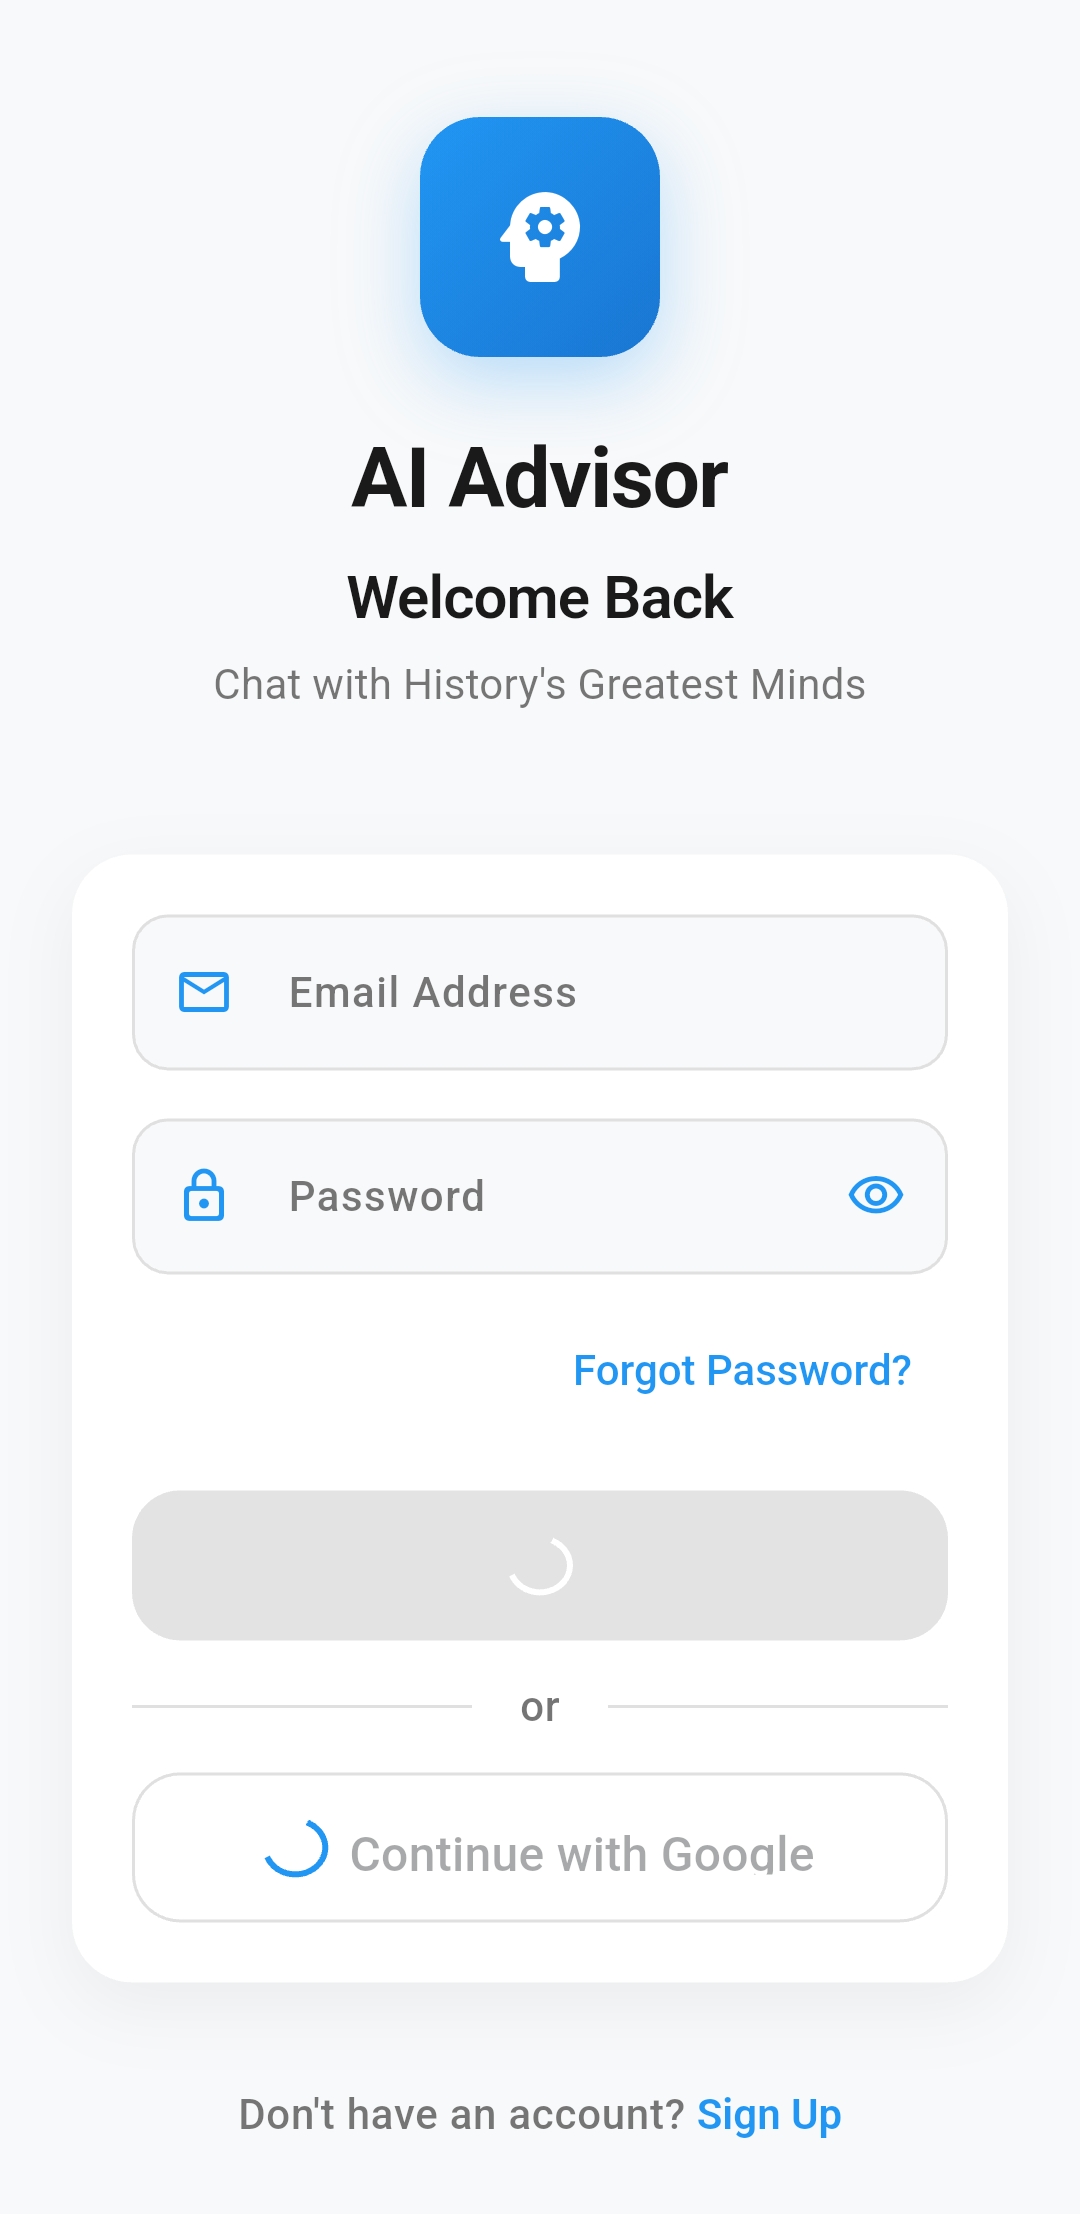 AI Advisor
Welcome Back
Chat with History's Greatest Minds
Email Address
Password
Forgot Password?
or
Continue with Google
Don't have an account? Sign Up